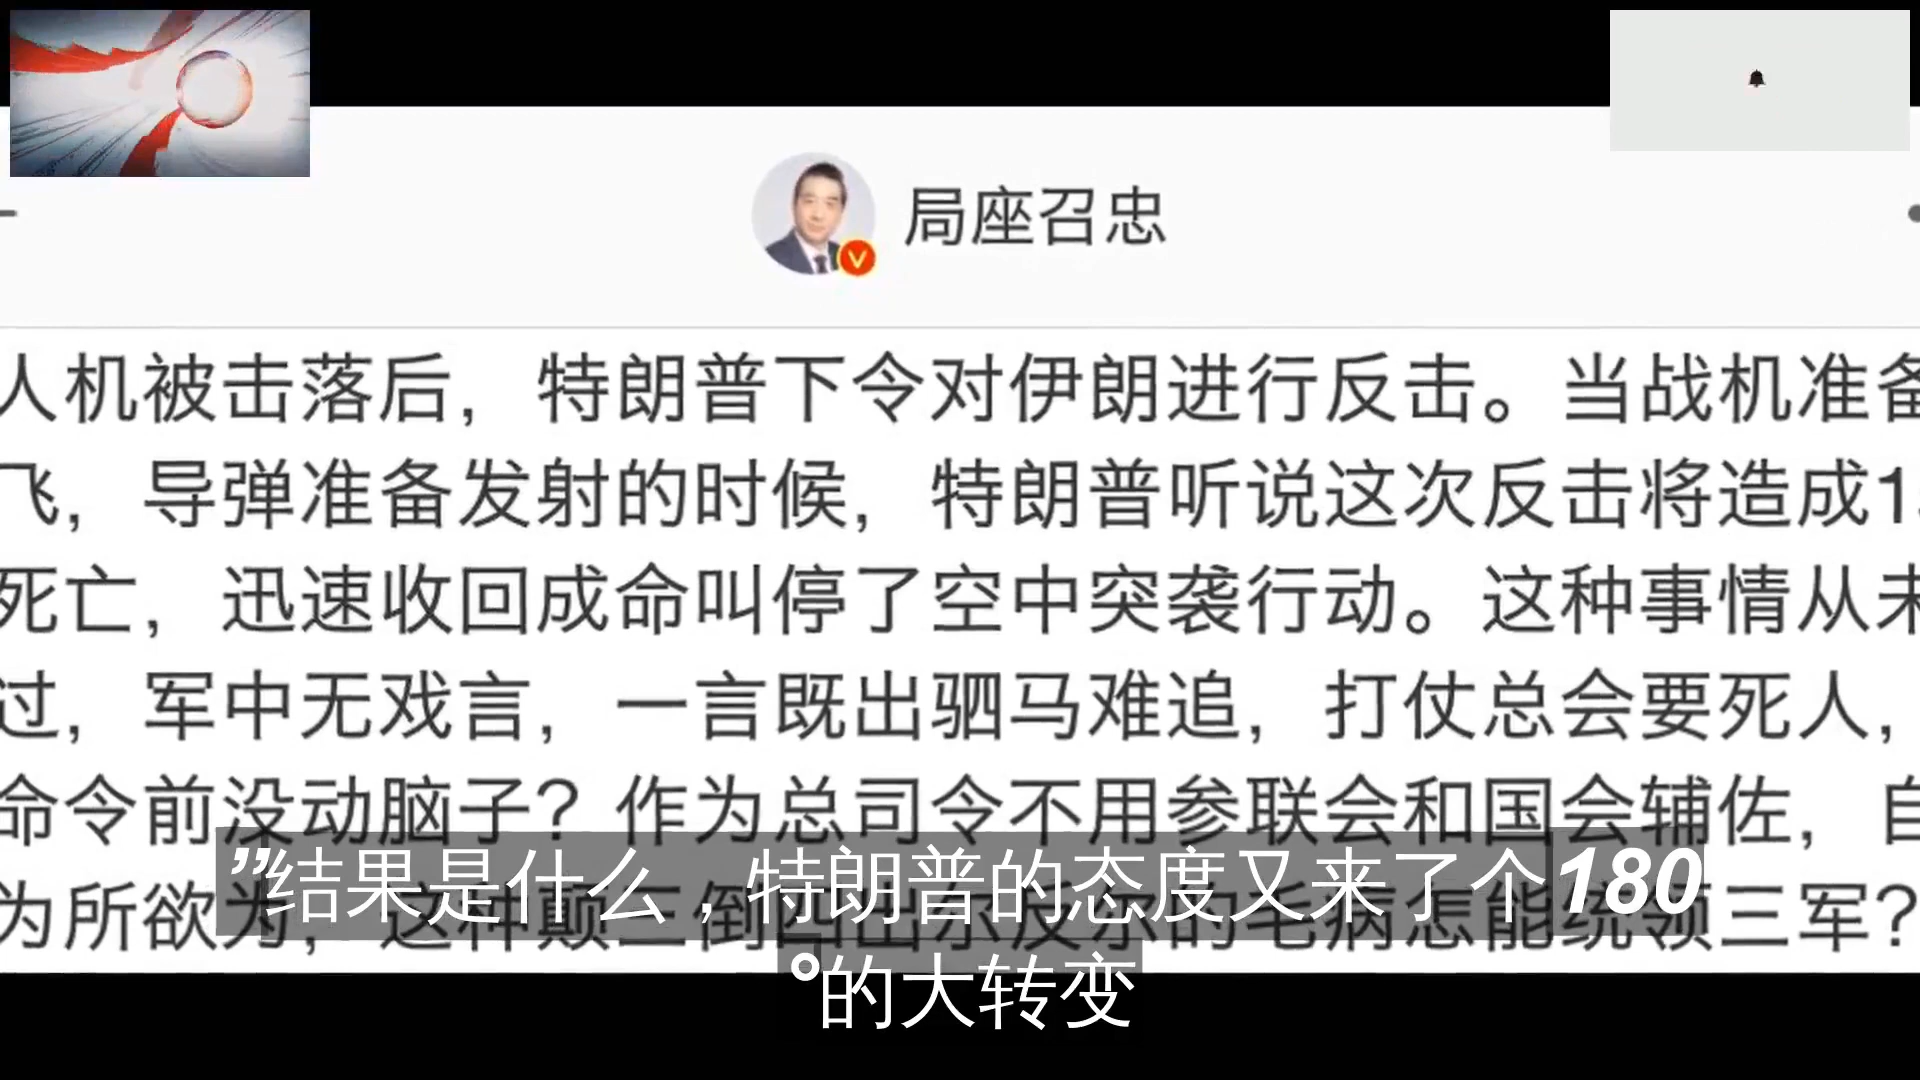 局座召忠
人机被击落后，特朗普下令对伊朗进行反击。当战机准备
飞，导弹准备发射的时候，特朗普听说这次反击将造成1
死亡，迅速收回成命叫停了空中突袭行动。这种事情从未
过，军中无戏言，一言既出驷马难追，打仗总会要死人，
命令前没动脑子？作为总司令不用参联会和国会辅佐，自
为所欲为，这种颠三倒四出尔反尔的毛病怎能统领三军？
”结果是什么，特朗普的态度又来了个180
°的大转变